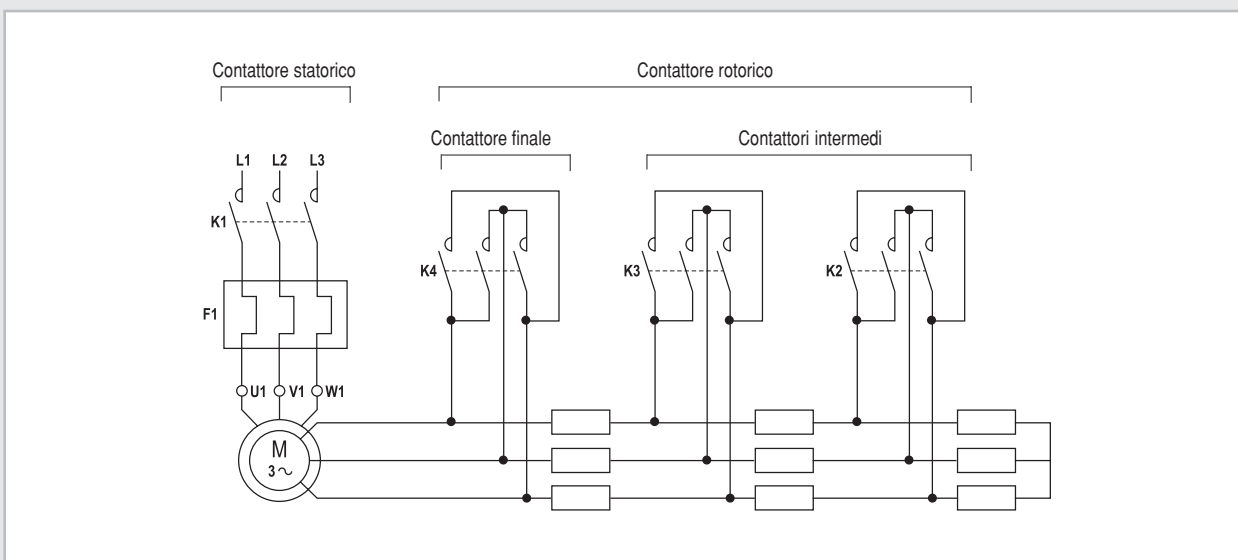 Contattore statorico
Contattore rotorico
Contattore finale
Contattori intermedi
L1 L2 L3
K1
K4
K3
K2
F1
U1 V1 W1
M
3~